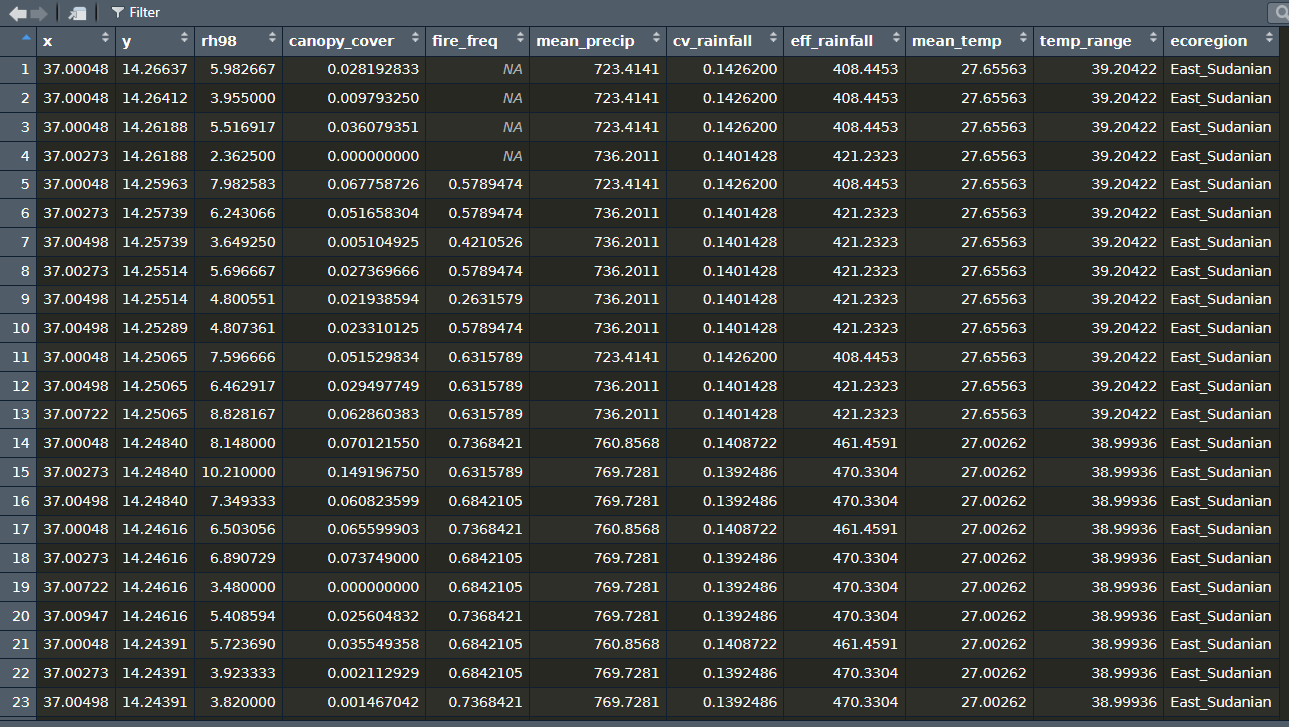 Filter
x y rh98 canopy_cover fire_freq mean_precip cv_rainfall eff_rainfall mean_temp temp_range ecoregion
1 37.00048 14.26637 5.982667 0.028192833 NA 723.4141 0.1426200 408.4453 27.65563 39.20422 East_Sudanian
2 37.00048 14.26412 3.955000 0.009793250 NA 723.4141 0.1426200 408.4453 27.65563 39.20422 East_Sudanian
3 37.00048 14.26188 5.516917 0.036079351 NA 723.4141 0.1426200 408.4453 27.65563 39.20422 East_Sudanian
4 37.00273 14.26188 2.362500 0.000000000 NA 736.2011 0.1401428 421.2323 27.65563 39.20422 East_Sudanian
5 37.00048 14.25963 7.982583 0.067758726 0.5789474 723.4141 0.1426200 408.4453 27.65563 39.20422 East_Sudanian
6 37.00273 14.25739 6.243066 0.051658304 0.5789474 736.2011 0.1401428 421.2323 27.65563 39.20422 East_Sudanian
7 37.00498 14.25739 3.649250 0.005104925 0.4210526 736.2011 0.1401428 421.2323 27.65563 39.20422 East_Sudanian
8 37.00273 14.25514 5.696667 0.027369666 0.5789474 736.2011 0.1401428 421.2323 27.65563 39.20422 East_Sudanian
9 37.00498 14.25514 4.800551 0.021938594 0.2631579 736.2011 0.1401428 421.2323 27.65563 39.20422 East_Sudanian
10 37.00498 14.25289 4.807361 0.023310125 0.5789474 736.2011 0.1401428 421.2323 27.65563 39.20422 East_Sudanian
11 37.00048 14.25065 7.596666 0.051529834 0.6315789 723.4141 0.1426200 408.4453 27.65563 39.20422 East_Sudanian
12 37.00498 14.25065 6.462917 0.029497749 0.6315789 736.2011 0.1401428 421.2323 27.65563 39.20422 East_Sudanian
13 37.00722 14.25065 8.828167 0.062860383 0.6315789 736.2011 0.1401428 421.2323 27.65563 39.20422 East_Sudanian
14 37.00048 14.24840 8.148000 0.070121550 0.7368421 760.8568 0.1408722 461.4591 27.00262 38.99936 East_Sudanian
15 37.00273 14.24840 10.210000 0.149196750 0.6315789 769.7281 0.1392486 470.3304 27.00262 38.99936 East_Sudanian
16 37.00498 14.24840 7.349333 0.060823599 0.6842105 769.7281 0.1392486 470.3304 27.00262 38.99936 East_Sudanian
17 37.00048 14.24616 6.503056 0.065599903 0.7368421 760.8568 0.1408722 461.4591 27.00262 38.99936 East_Sudanian
18 37.00273 14.24616 6.890729 0.073749000 0.6842105 769.7281 0.1392486 470.3304 27.00262 38.99936 East_Sudanian
19 37.00722 14.24616 3.480000 0.000000000 0.6842105 769.7281 0.1392486 470.3304 27.00262 38.99936 East_Sudanian
20 37.00947 14.24616 5.408594 0.025604832 0.7368421 769.7281 0.1392486 470.3304 27.00262 38.99936 East_Sudanian
21 37.00048 14.24391 5.723690 0.035549358 0.6842105 760.8568 0.1408722 461.4591 27.00262 38.99936 East_Sudanian
22 37.00273 14.24391 3.923333 0.002112929 0.6842105 769.7281 0.1392486 470.3304 27.00262 38.99936 East_Sudanian
23 37.00498 14.24391 3.820000 0.001467042 0.7368421 769.7281 0.1392486 470.3304 27.00262 38.99936 East_Sudanian